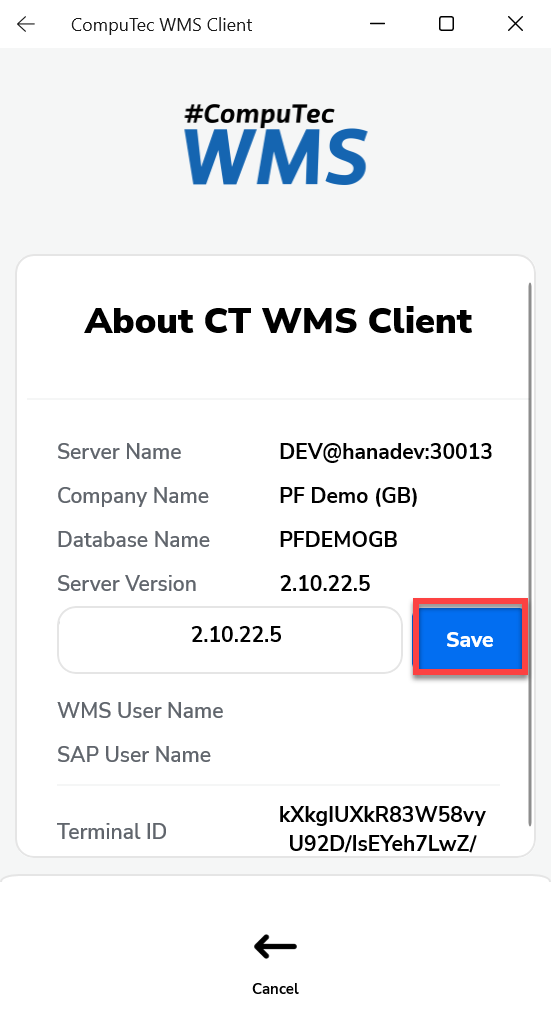 CompuTec WMS Client
#CompuTec
WMS
About CT WMS Client
Server Name DEV@hanadev:30013
Company Name PF Demo (GB)
Database Name PFDEMOGB
Server Version 2.10.22.5
2.10.22.5 Save
WMS User Name
SAP User Name
Terminal ID kXkgIUXkR83W58vy
U92D/IsEYeh7LwZ/
Cancel